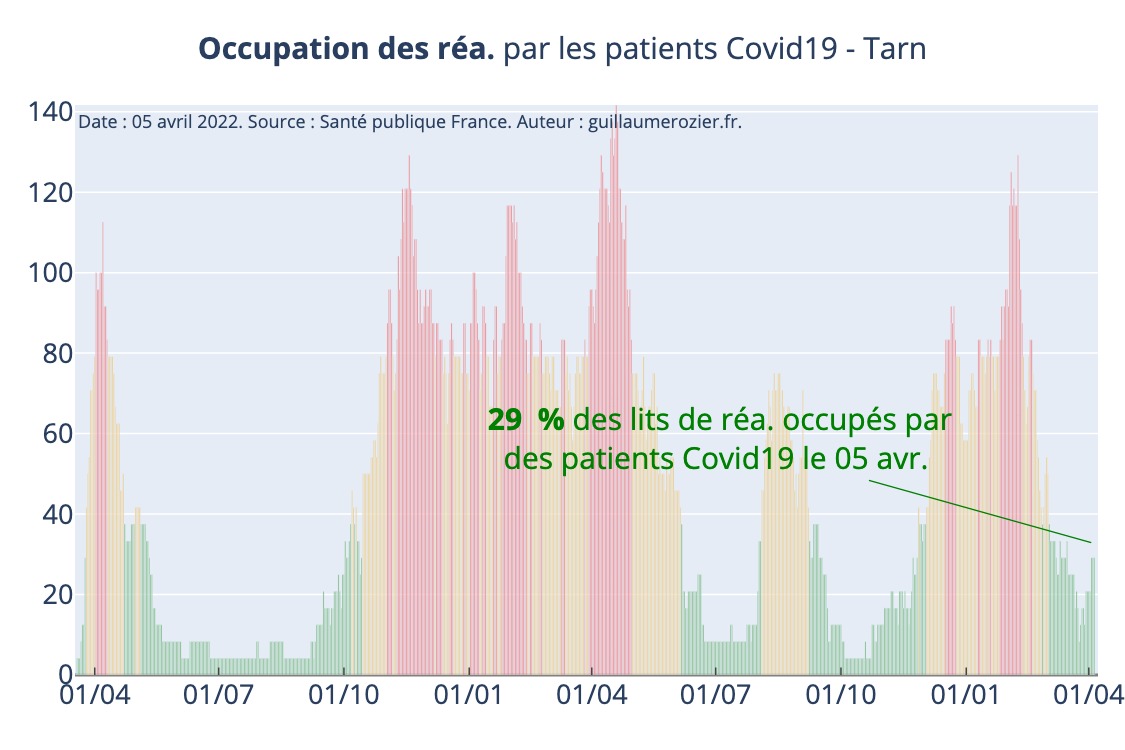 Occupation des réa. par les patients Covid19 - Tarn
140
Date : 05 avril 2022. Source : Santé publique France. Auteur : guillaumerozier.fr.
120
100
80
60
40
20
0
29 % des lits de réa. occupés par
des patients Covid19 le 05 avr.
01/04 01/07 01/10 01/01 01/04 01/07 01/10 01/01 01/04